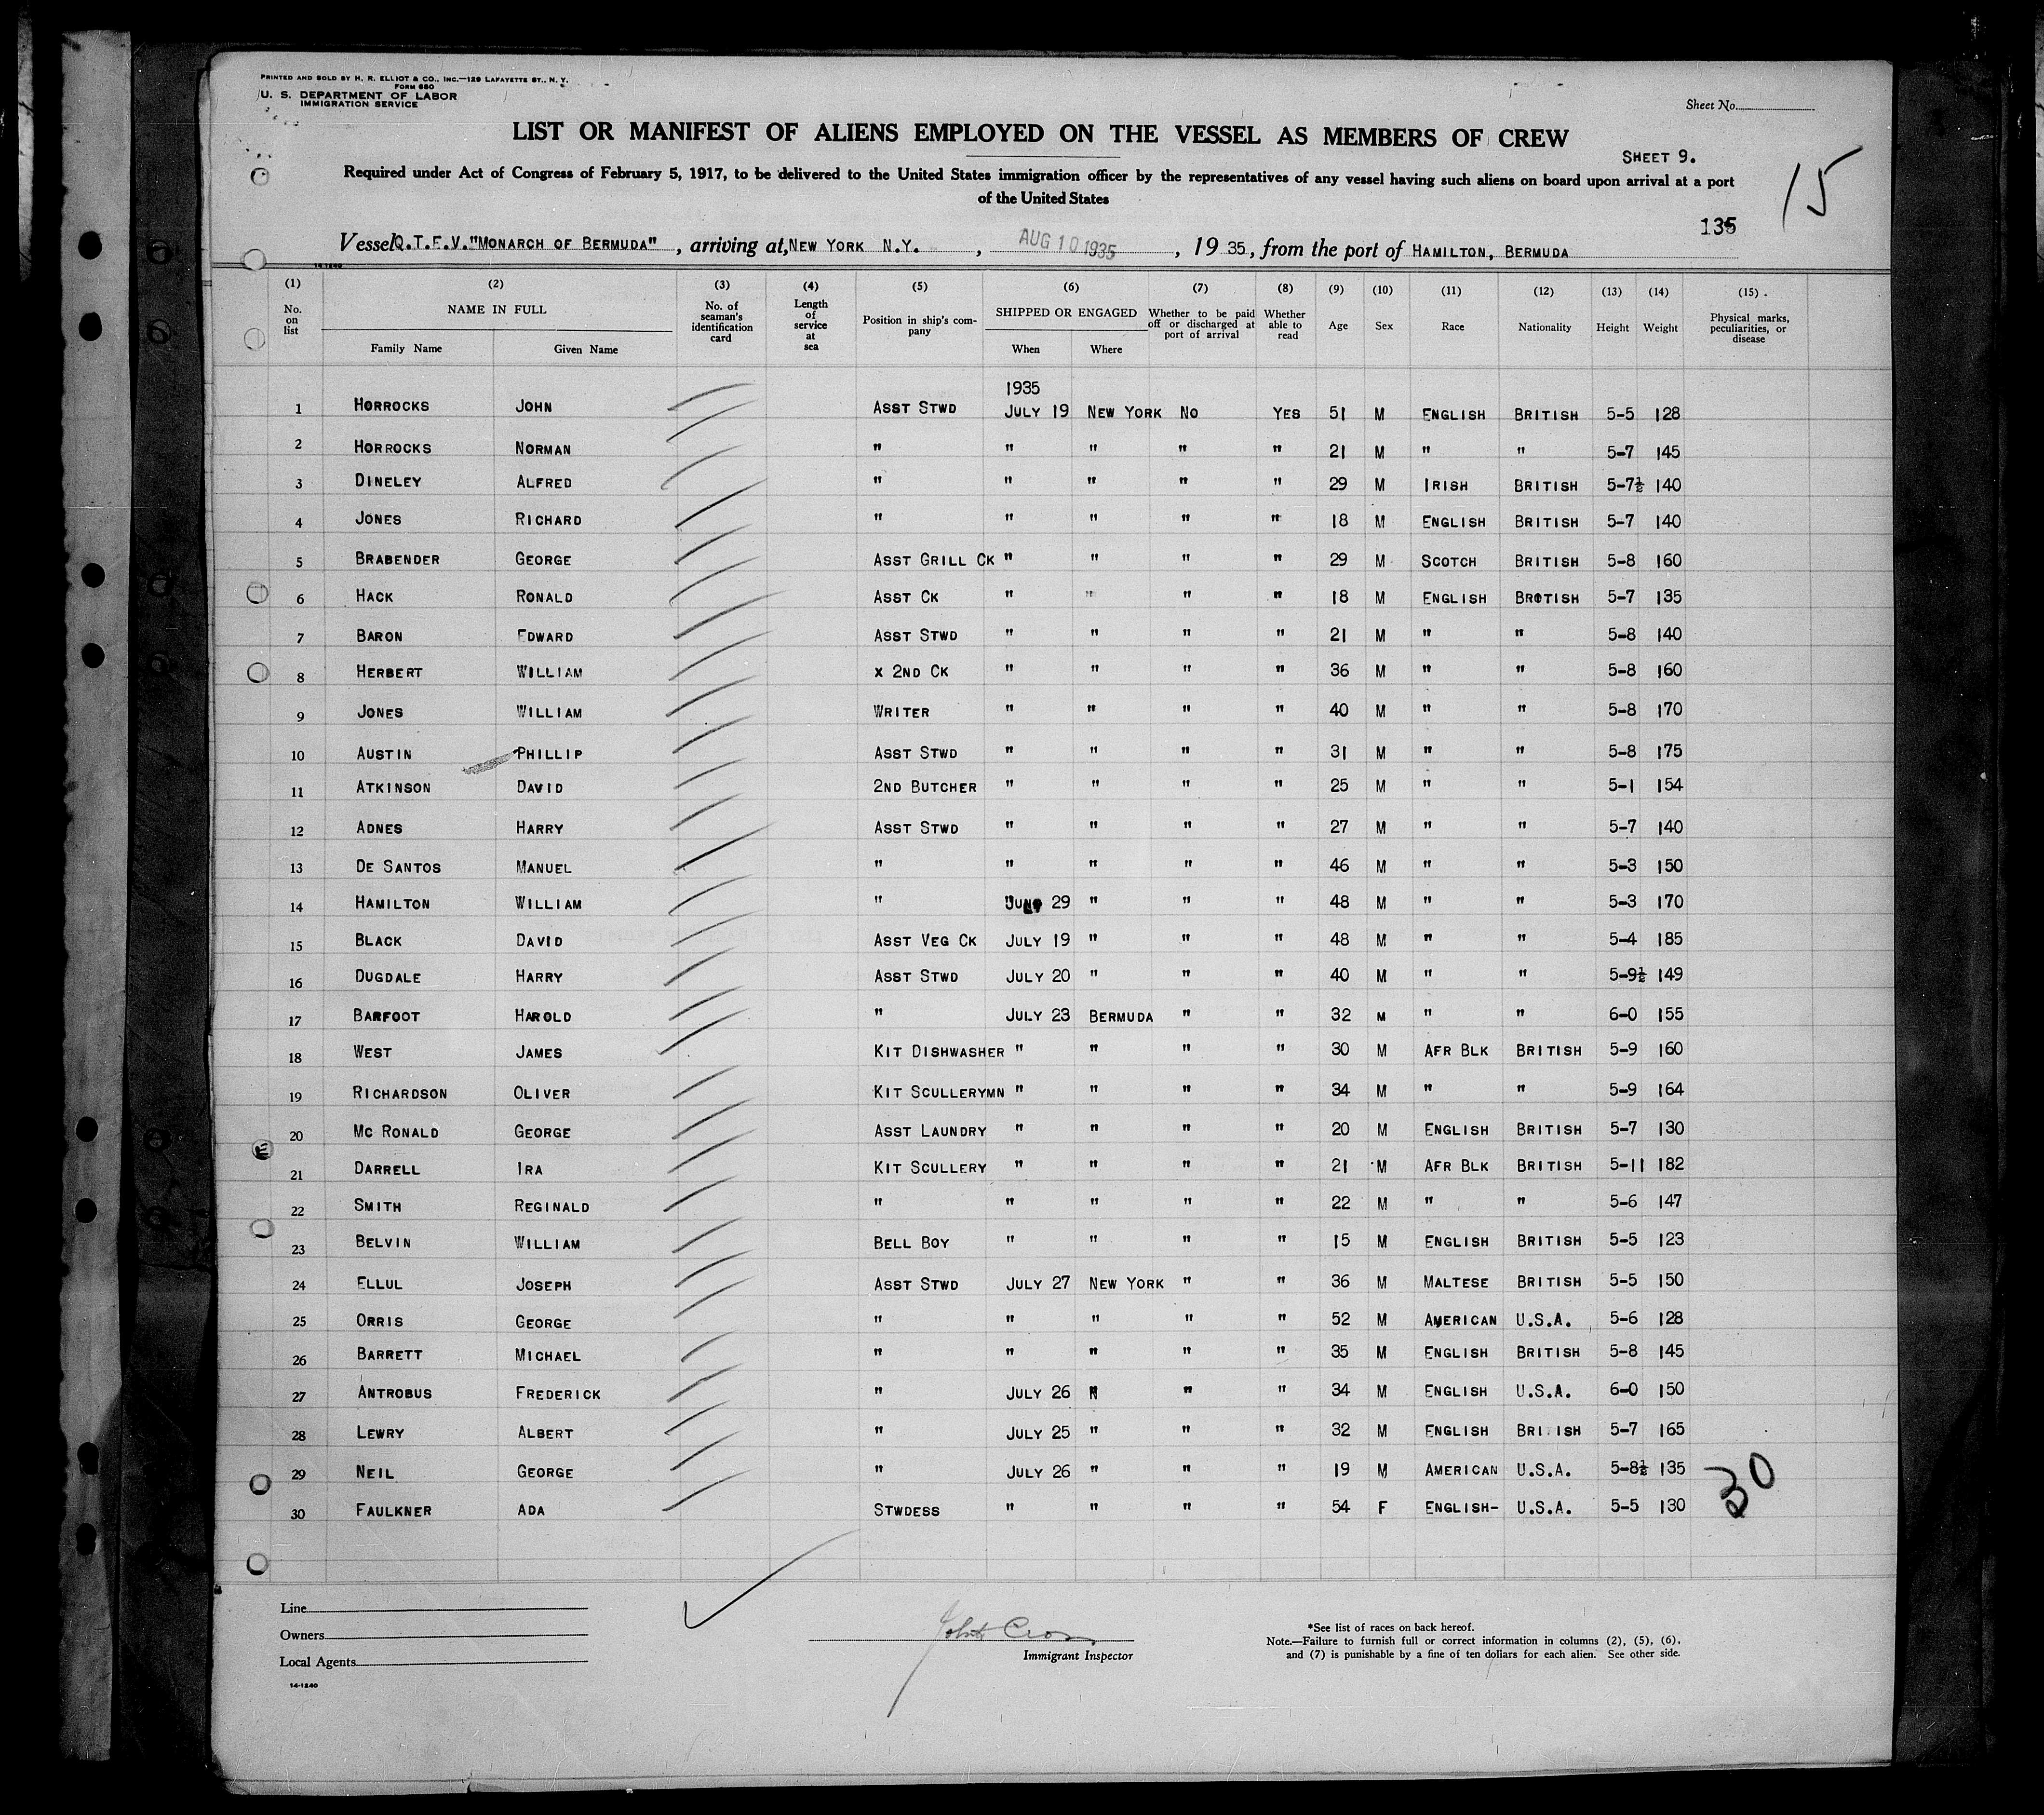 PRINTED AND SOLD BY H. R. ELLIOT & CO., INC.—129 LAFAYETTE ST., N. Y.
FORM 680
U. S. DEPARTMENT OF LABOR
IMMIGRATION SERVICE
Sheet No.
LIST OR MANIFEST OF ALIENS EMPLOYED ON THE VESSEL AS MEMBERS OF CREW
SHEET 9.
15
Required under Act of Congress of February 5, 1917, to be delivered to the United States immigration officer by the representatives of any vessel having such aliens on board upon arrival at a port
of the United States
135
Vessel Q.T.E.V. "MONARCH OF BERMUDA", arriving at, NEW YORK N.Y., AUG 10 1935, 19 35, from the port of HAMILTON, BERMUDA
14-1240
(1) (2) (3) (4) (5) (6) (7) (8) (9) (10) (11) (12) (13) (14) (15)
No. on list NAME IN FULL Family Name Given Name No. of seaman's identification card Length of service at sea Position in ship's company SHIPPED OR ENGAGED When Where Whether to be paid off or discharged at port of arrival Whether able to read Age Sex Race Nationality Height Weight Physical marks, peculiarities, or disease
1935
1 HORROCKS JOHN ASST STWD JULY 19 NEW YORK NO YES 51 M ENGLISH BRITISH 5-5 128
2 HORROCKS NORMAN " " " " " 21 M " " 5-7 145
3 DINELEY ALFRED " " " " " 29 M IRISH BRITISH 5-7½ 140
4 JONES RICHARD " " " " " 18 M ENGLISH BRITISH 5-7 140
5 BRABENDER GEORGE ASST GRILL CK " " " " 29 M SCOTCH BRITISH 5-8 160
6 HACK RONALD ASST CK " " " " 18 M ENGLISH BROTISH 5-7 135
7 BARON EDWARD ASST STWD " " " " 21 M " " 5-8 140
8 HERBERT WILLIAM X 2ND CK " " " " 36 M " " 5-8 160
9 JONES WILLIAM WRITER " " " " 40 M " " 5-8 170
10 AUSTIN PHILLIP ASST STWD " " " " 31 M " " 5-8 175
11 ATKINSON DAVID 2ND BUTCHER " " " " 25 M " " 5-1 154
12 ADNES HARRY ASST STWD " " " " 27 M " " 5-7 140
13 DE SANTOS MANUEL " " " " " 46 M " " 5-3 150
14 HAMILTON WILLIAM " 29 " " " 48 M " " 5-3 170
15 BLACK DAVID ASST VEG CK JULY 19 " " " 48 M " " 5-4 185
16 DUGDALE HARRY ASST STWD JULY 20 " " " 40 M " " 5-9½ 149
17 BARFOOT HAROLD " JULY 23 BERMUDA " " 32 M " " 6-0 155
18 WEST JAMES KIT DISHWASHER " " " " 30 M AFR BLK BRITISH 5-9 160
19 RICHARDSON OLIVER KIT SCULLERYMN " " " " 34 M " " 5-9 164
20 MC RONALD GEORGE ASST LAUNDRY " " " " 20 M ENGLISH BRITISH 5-7 130
21 DARRELL IRA KIT SCULLERY " " " " 21 M AFR BLK BRITISH 5-11 182
22 SMITH REGINALD " " " " " 22 M " " 5-6 147
23 BELVIN WILLIAM BELL BOY " " " " 15 M ENGLISH BRITISH 5-5 123
24 ELLUL JOSEPH ASST STWD JULY 27 NEW YORK " " 36 M MALTESE BRITISH 5-5 150
25 ORRIS GEORGE " " " " " 52 M AMERICAN U.S.A. 5-6 128
26 BARRETT MICHAEL " " " " " 35 M ENGLISH BRITISH 5-8 145
27 ANTROBUS FREDERICK " JULY 26 " " " 34 M ENGLISH U.S.A. 6-0 150
28 LEWRY ALBERT " JULY 25 " " " 32 M ENGLISH BRITISH 5-7 165
29 NEIL GEORGE " JULY 26 " " " 19 M AMERICAN U.S.A. 5-8½ 135
30 FAULKNER ADA STWDESS " " " " 54 F ENGLISH- U.S.A. 5-5 130
30
Line
Owners
Local Agents
14-1240
John Cross
Immigrant Inspector
*See list of races on back hereof.
Note.—Failure to furnish full or correct information in columns (2), (5), (6),
and (7) is punishable by a fine of ten dollars for each alien. See other side.